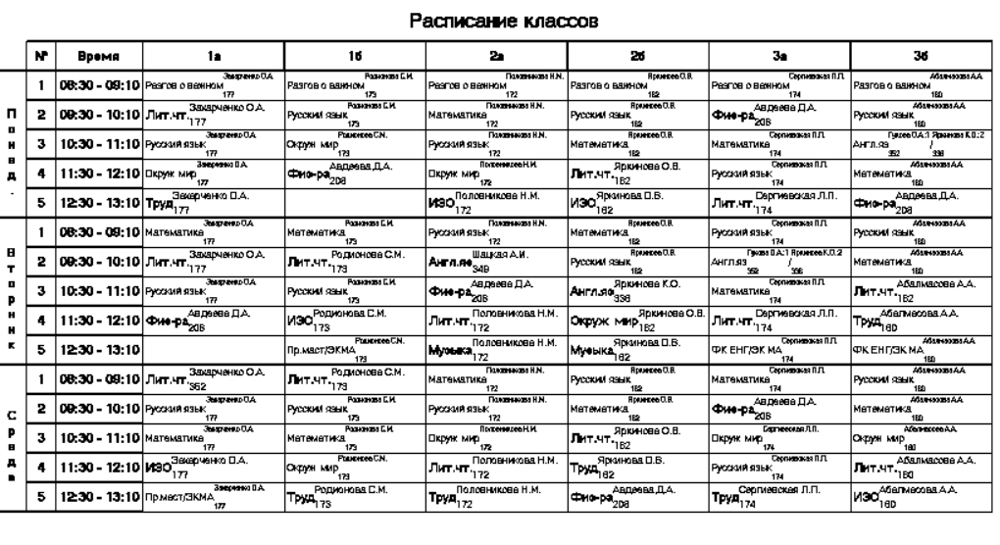 Расписание классов
№ Время 1а 1б 2а 2б 3а 3б
Понед.
1 08:30 - 09:10 Разгов о важном Захарченко О.А. 177 Разгов о важном Родионова С.М. 173 Разгов о важном Половникова Н.М. 172 Разгов о важном Яркинова О.В. 162 Разгов о важном Сергиевская Л.П. 174 Разгов о важном Абалмасова А.А. 160
2 09:30 - 10:10 Лит.чт. Захарченко О.А. 177 Русский язык Родионова С.М. 173 Математика Половникова Н.М. 172 Русский язык Яркинова О.В. 162 Физ-ра Авдеева Д.А. 208 Русский язык Абалмасова А.А. 160
3 10:30 - 11:10 Русский язык Захарченко О.А. 177 Окруж мир Родионова С.М. 173 Русский язык Половникова Н.М. 172 Математика Яркинова О.В. 162 Математика Сергиевская Л.П. 174 Англ.яз 352 / 336
4 11:30 - 12:10 Окруж мир Захарченко О.А. 177 Физ-ра Авдеева Д.А. 208 Окруж мир Половникова Н.М. 172 Лит.чт. Яркинова О.В. 162 Русский язык Сергиевская Л.П. 174 Математика Абалмасова А.А. 160
5 12:30 - 13:10 Труд Захарченко О.А. 177 ИЗО Половникова Н.М. 172 ИЗО Яркинова О.В. 162 Лит.чт. Сергиевская Л.П. 174 Физ-ра Авдеева Д.А. 208
Вторник
1 08:30 - 09:10 Математика Захарченко О.А. 177 Математика Родионова С.М. 173 Русский язык Половникова Н.М. 172 Математика Яркинова О.В. 162 Русский язык Сергиевская Л.П. 174 Русский язык Абалмасова А.А. 160
2 09:30 - 10:10 Лит.чт. Захарченко О.А. 177 Лит.чт. Родионова С.М. 173 Англ.яз Шацкая А.И. 349 Русский язык Яркинова О.В. 162 Англ.яз 352 / 336 Математика Абалмасова А.А. 160
3 10:30 - 11:10 Русский язык Захарченко О.А. 177 Русский язык Родионова С.М. 173 Физ-ра Авдеева Д.А. 208 Англ.яз Яркинова К.О. 336 Математика Сергиевская Л.П. 174 Лит.чт. Абалмасова А.А. 162
4 11:30 - 12:10 Физ-ра Авдеева Д.А. 208 ИЗО Родионова С.М. 173 Лит.чт. Половникова Н.М. 172 Окруж мир Яркинова О.В. 162 Лит.чт. Сергиевская Л.П. 174 Труд Абалмасова А.А. 160
5 12:30 - 13:10 Пр.маст/ЗКМА Родионова С.М. 173 Музыка Половникова Н.М. 172 Музыка Яркинова О.В. 162 ФК ЕНГ/ЗК МА Сергиевская Л.П. 174 ФК ЕНГ/ЗК МА Абалмасова А.А. 160
Среда
1 08:30 - 09:10 Лит.чт. Захарченко О.А. 352 Лит.чт. Родионова С.М. 173 Математика Половникова Н.М. 172 Русский язык Яркинова О.В. 162 Математика Сергиевская Л.П. 174 Русский язык Абалмасова А.А. 160
2 09:30 - 10:10 Русский язык Захарченко О.А. 177 Русский язык Родионова С.М. 173 Русский язык Половникова Н.М. 172 Математика Яркинова О.В. 162 Физ-ра Авдеева Д.А. 208 Математика Абалмасова А.А. 160
3 10:30 - 11:10 Математика Захарченко О.А. 177 Математика Родионова С.М. 173 Окруж мир Половникова Н.М. 172 Лит.чт. Яркинова О.В. 162 Окруж мир Сергиевская Л.П. 174 Окруж мир Абалмасова А.А. 160
4 11:30 - 12:10 ИЗО Захарченко О.А. 177 Окруж мир Родионова С.М. 173 Лит.чт. Половникова Н.М. 172 Труд Яркинова О.В. 162 Русский язык Сергиевская Л.П. 174 Лит.чт. Абалмасова А.А. 160
5 12:30 - 13:10 Пр.маст/ЗКМА Захарченко О.А. 177 Труд Родионова С.М. 173 Труд Половникова Н.М. 172 Физ-ра Авдеева Д.А. 208 Труд Сергиевская Л.П. 174 ИЗО Абалмасова А.А. 160